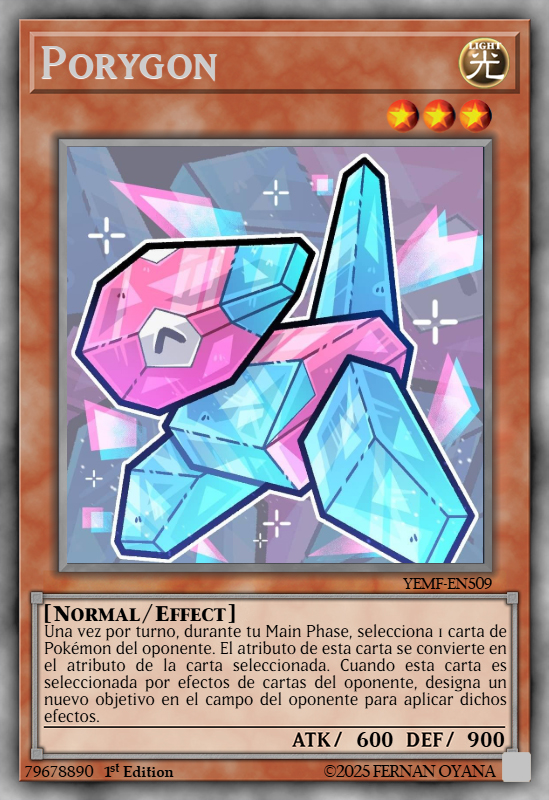 PORYGON
LIGHT
光
YEMF-EN509
[NORMAL/EFFECT]
Una vez por turno, durante tu Main Phase, selecciona 1 carta de
Pokémon del oponente. El atributo de esta carta se convierte en
el atributo de la carta seleccionada. Cuando esta carta es
seleccionada por efectos de cartas del oponente, designa un
nuevo objetivo en el campo del oponente para aplicar dichos
efectos.
ATK/ 600 DEF/ 900
79678890 1st Edition ©2025 FERNAN OYANA